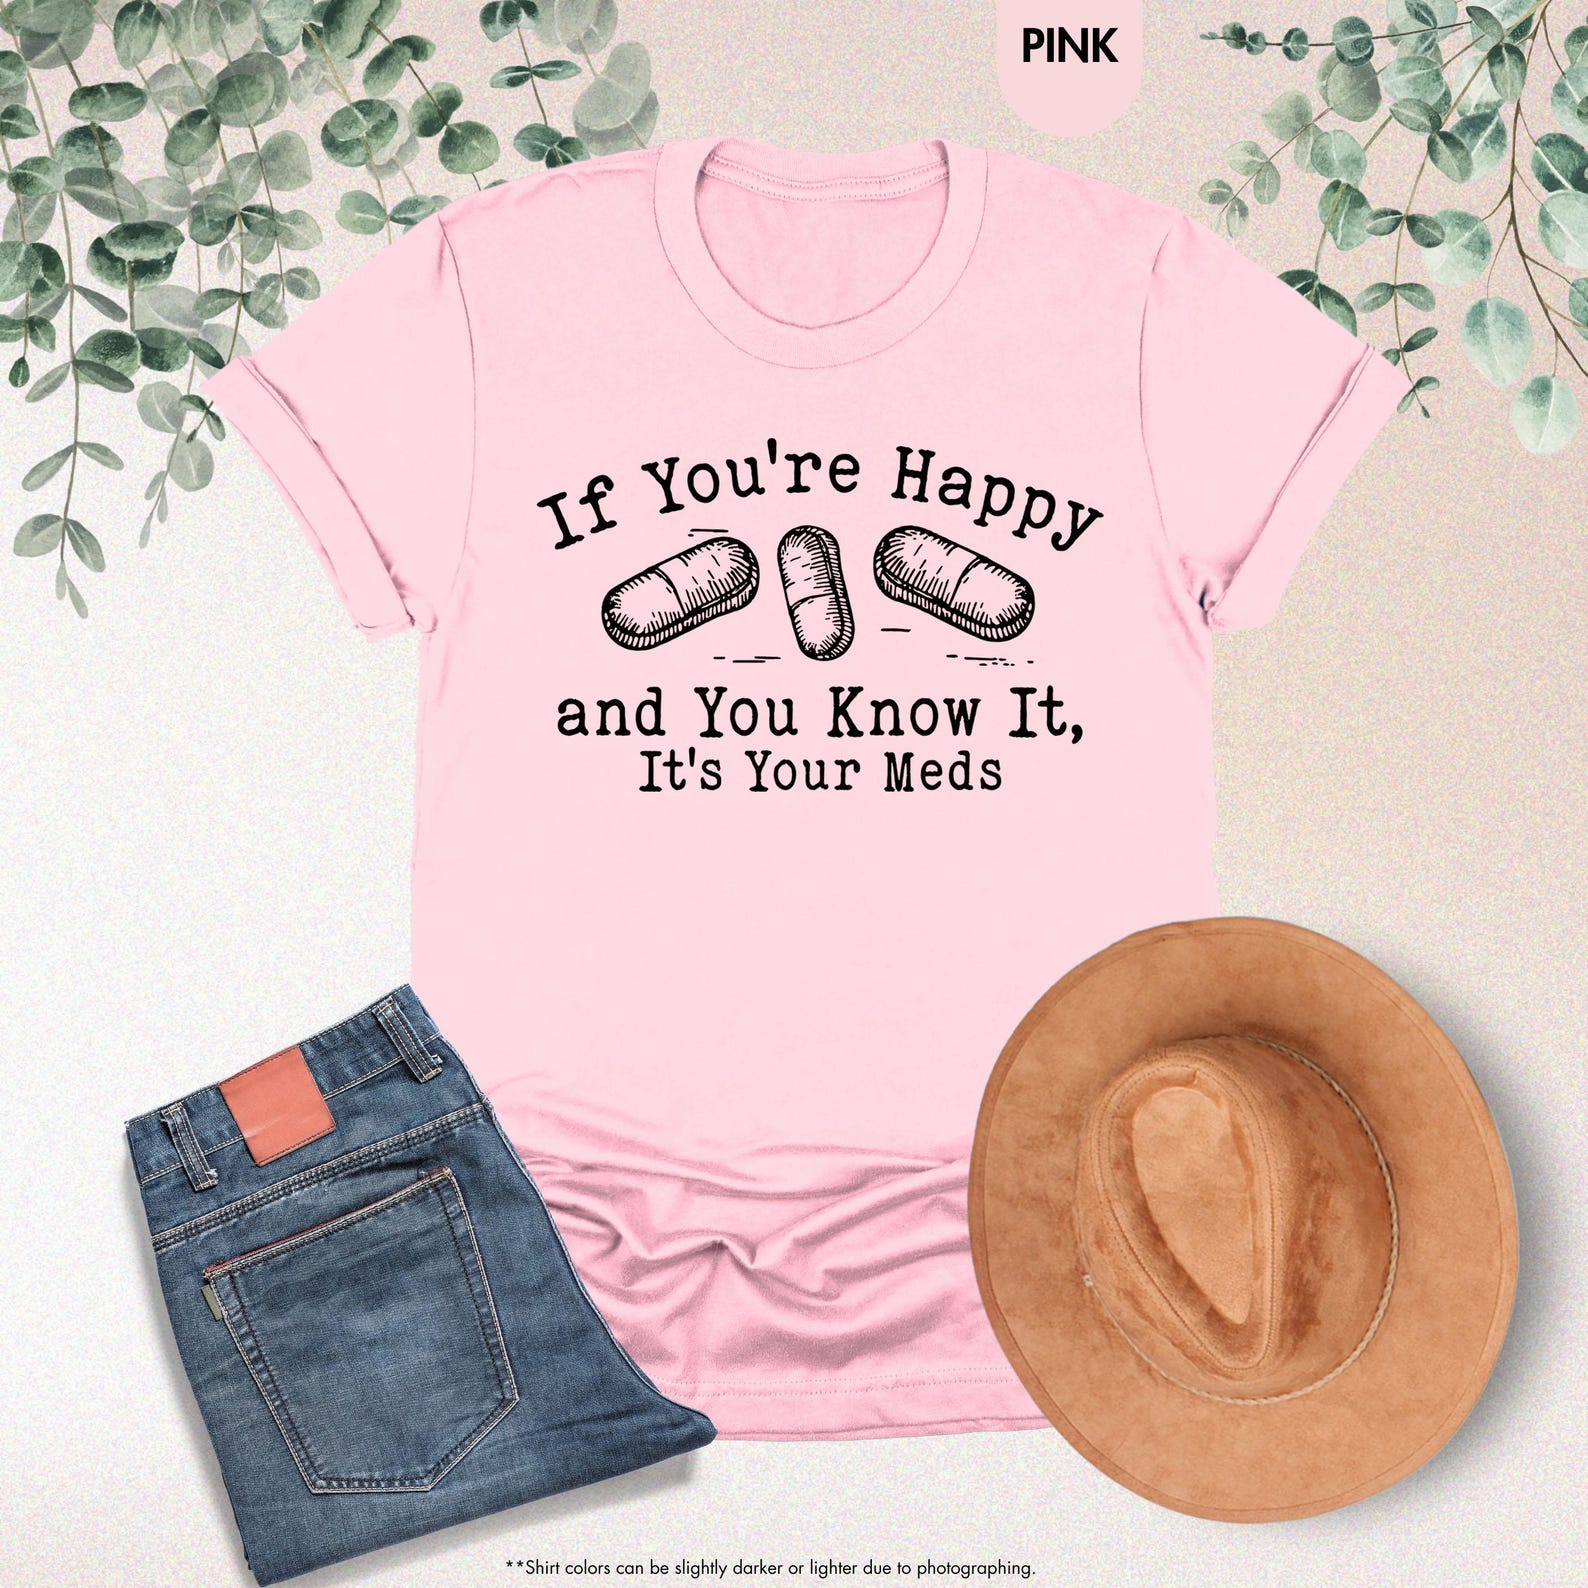 PINK
If You're Happy
and You Know It,
It's Your Meds
**Shirt colors can be slightly darker or lighter due to photographing.